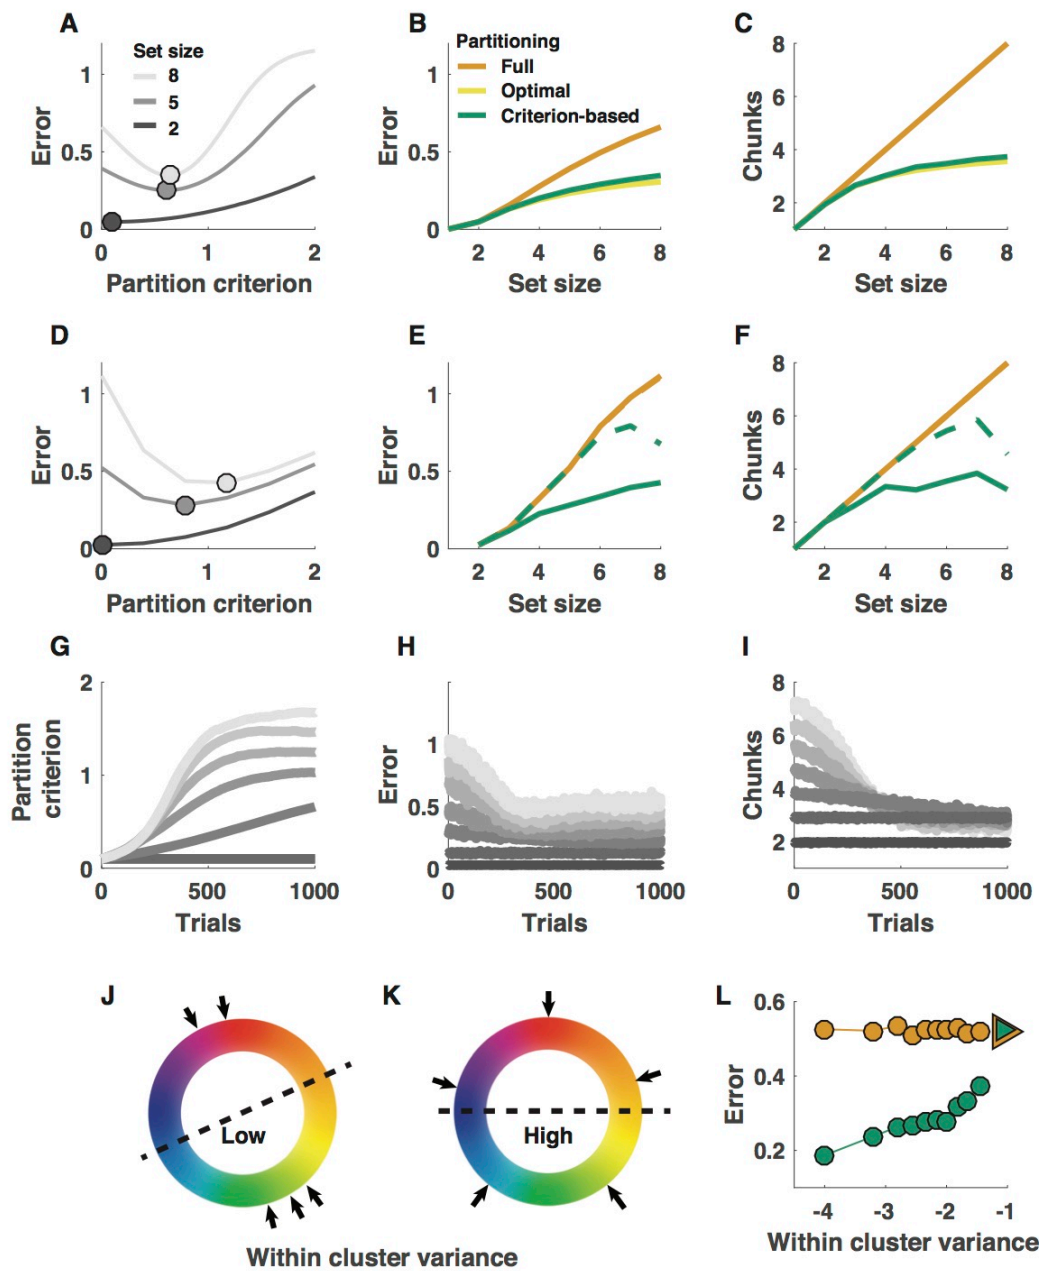 A
Set size
8
5
2
Error
1
0.5
0
0 1 2
Partition criterion
B
Partitioning
Full
Optimal
Criterion-based
Error
1
0.5
0
2 4 6 8
Set size
C
Chunks
8
6
4
2
2 4 6 8
Set size
D
Error
1
0.5
0
0 1 2
Partition criterion
E
Error
1
0.5
0
2 4 6 8
Set size
F
Chunks
8
6
4
2
2 4 6 8
Set size
G
Partition
criterion
2
1
0
0 500 1000
Trials
H
Error
1
0.5
0
0 500 1000
Trials
I
Chunks
8
6
4
2
0 500 1000
Trials
J
Low
K
High
Within cluster variance
L
Error
0.6
0.4
0.2
-4 -3 -2 -1
Within cluster variance